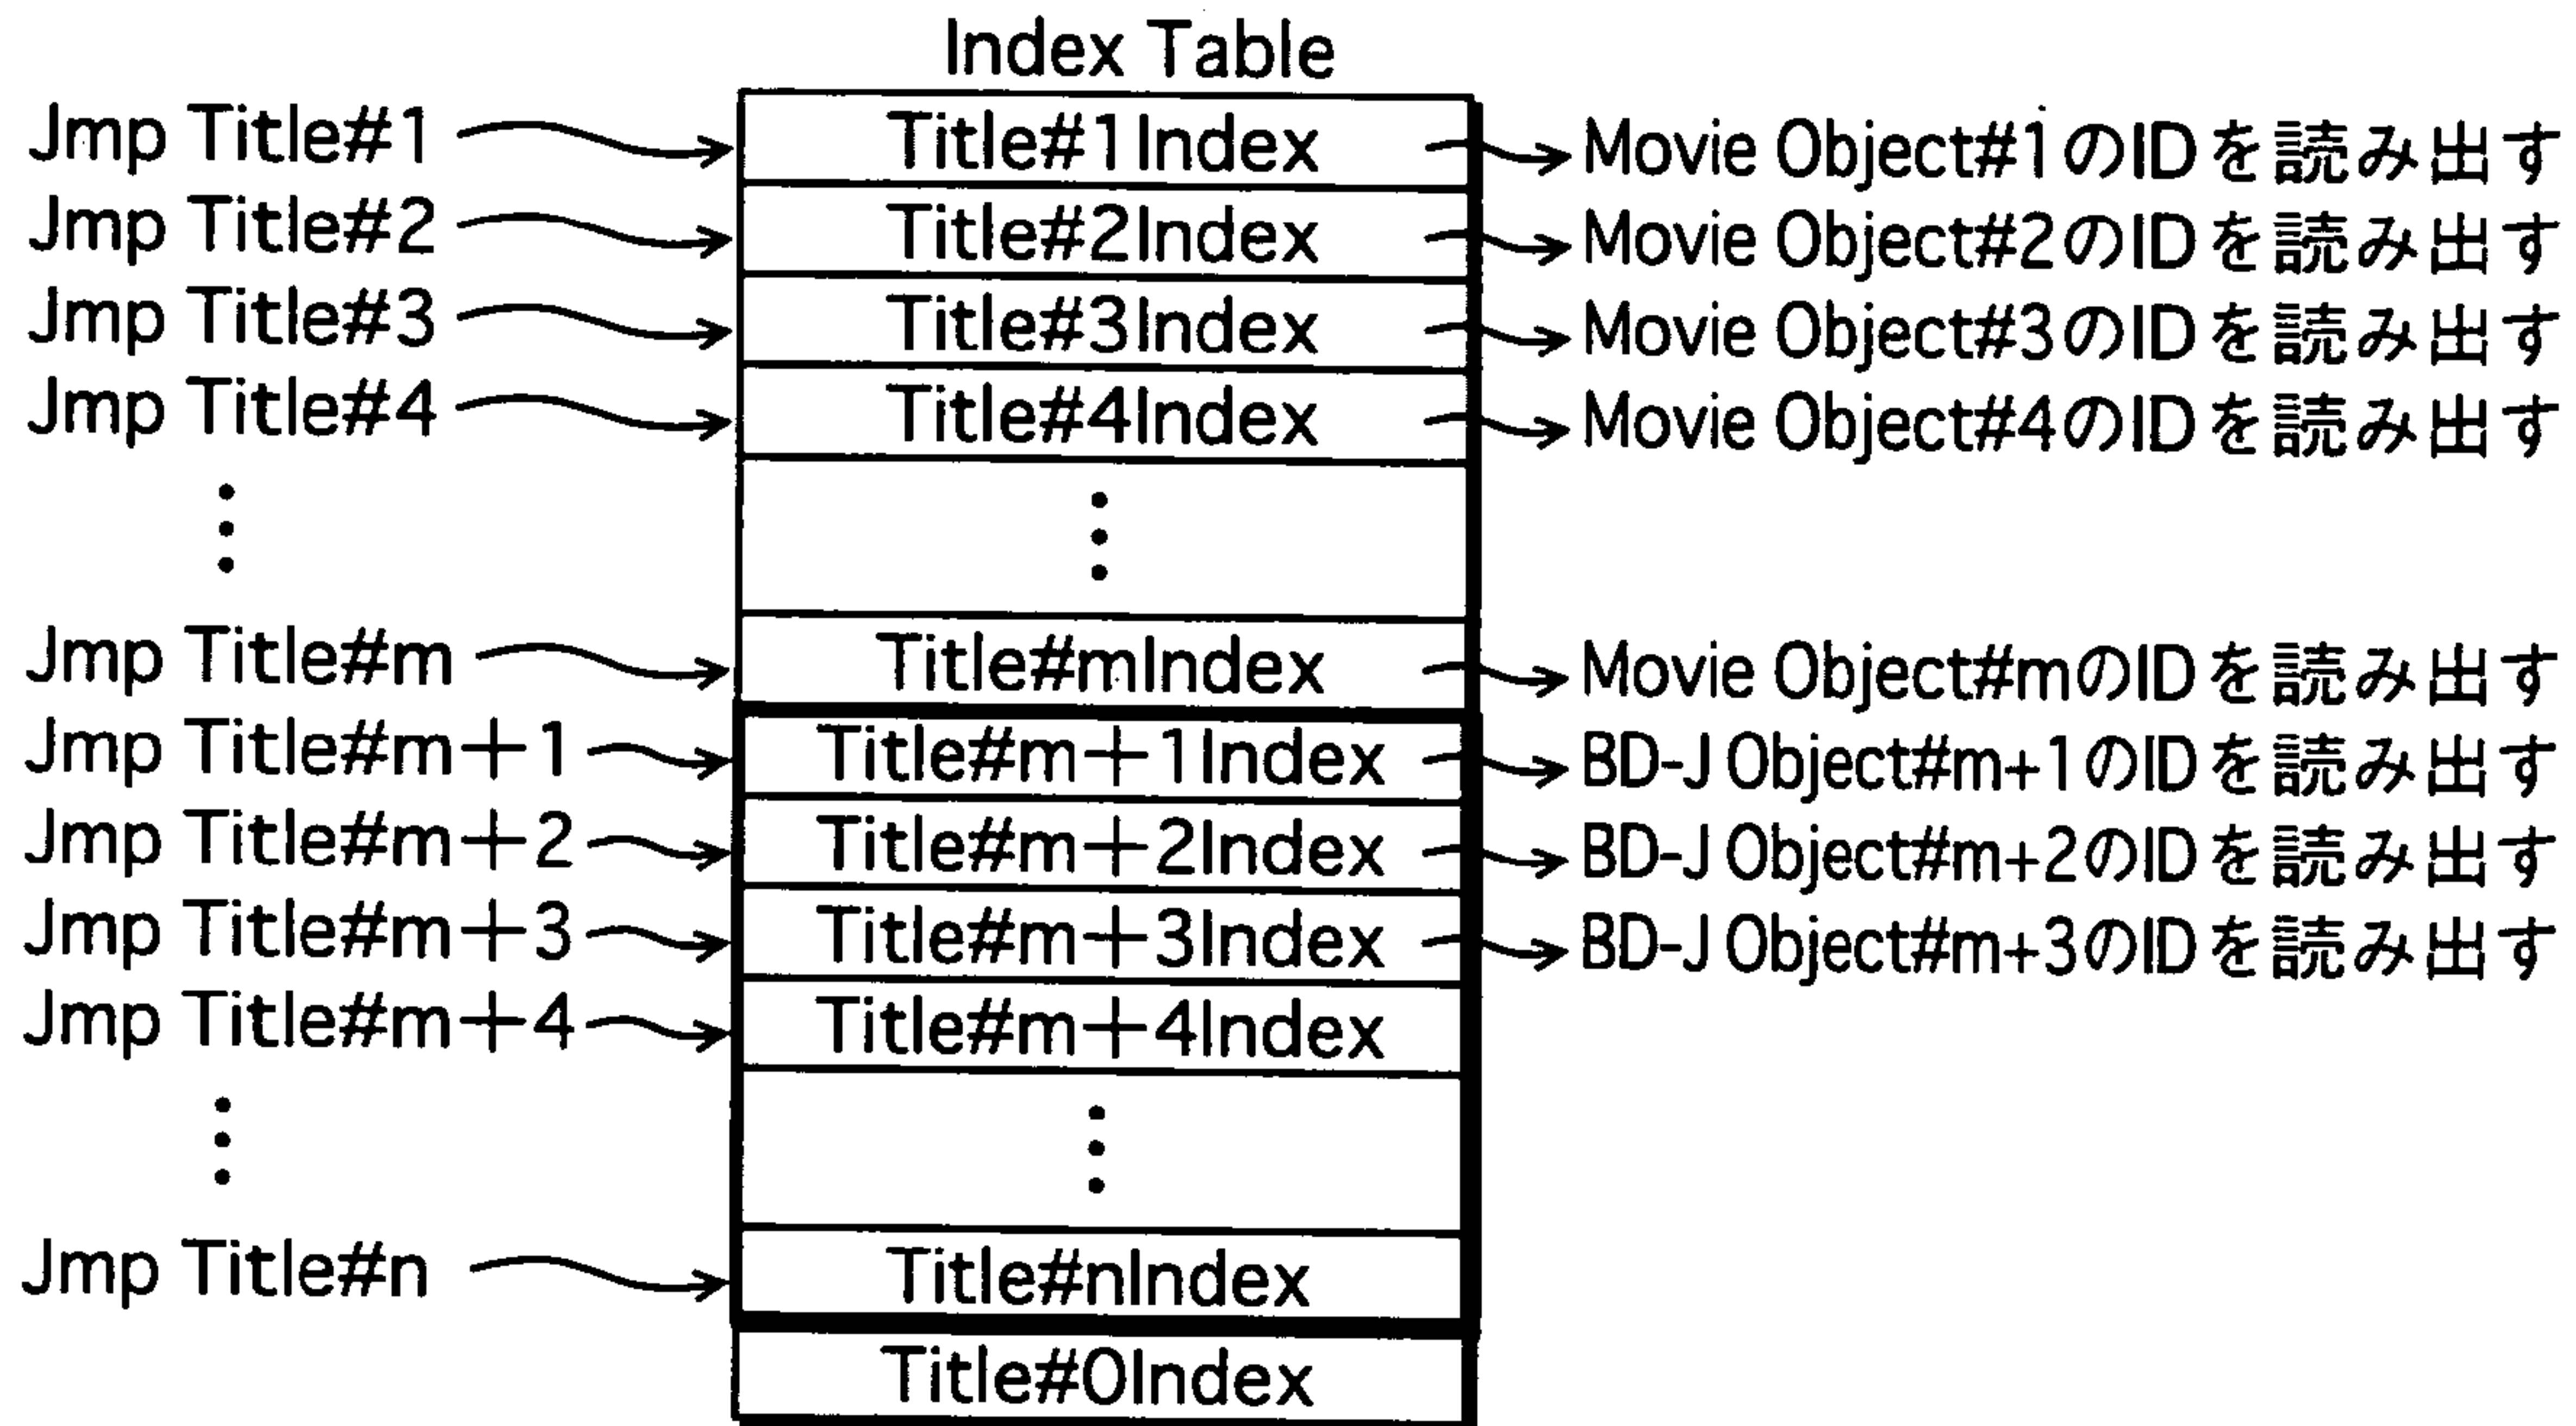 Index Table
Jmp Title#1 Title#1Index Movie Object#1のIDを読み出す
Jmp Title#2 Title#2Index Movie Object#2のIDを読み出す
Jmp Title#3 Title#3Index Movie Object#3のIDを読み出す
Jmp Title#4 Title#4Index Movie Object#4のIDを読み出す
Jmp Title#m Title#mIndex Movie Object#mのIDを読み出す
Jmp Title#m+1 Title#m+1Index BD-J Object#m+1のIDを読み出す
Jmp Title#m+2 Title#m+2Index BD-J Object#m+2のIDを読み出す
Jmp Title#m+3 Title#m+3Index BD-J Object#m+3のIDを読み出す
Jmp Title#m+4 Title#m+4Index
Jmp Title#n Title#nIndex
Title#0Index